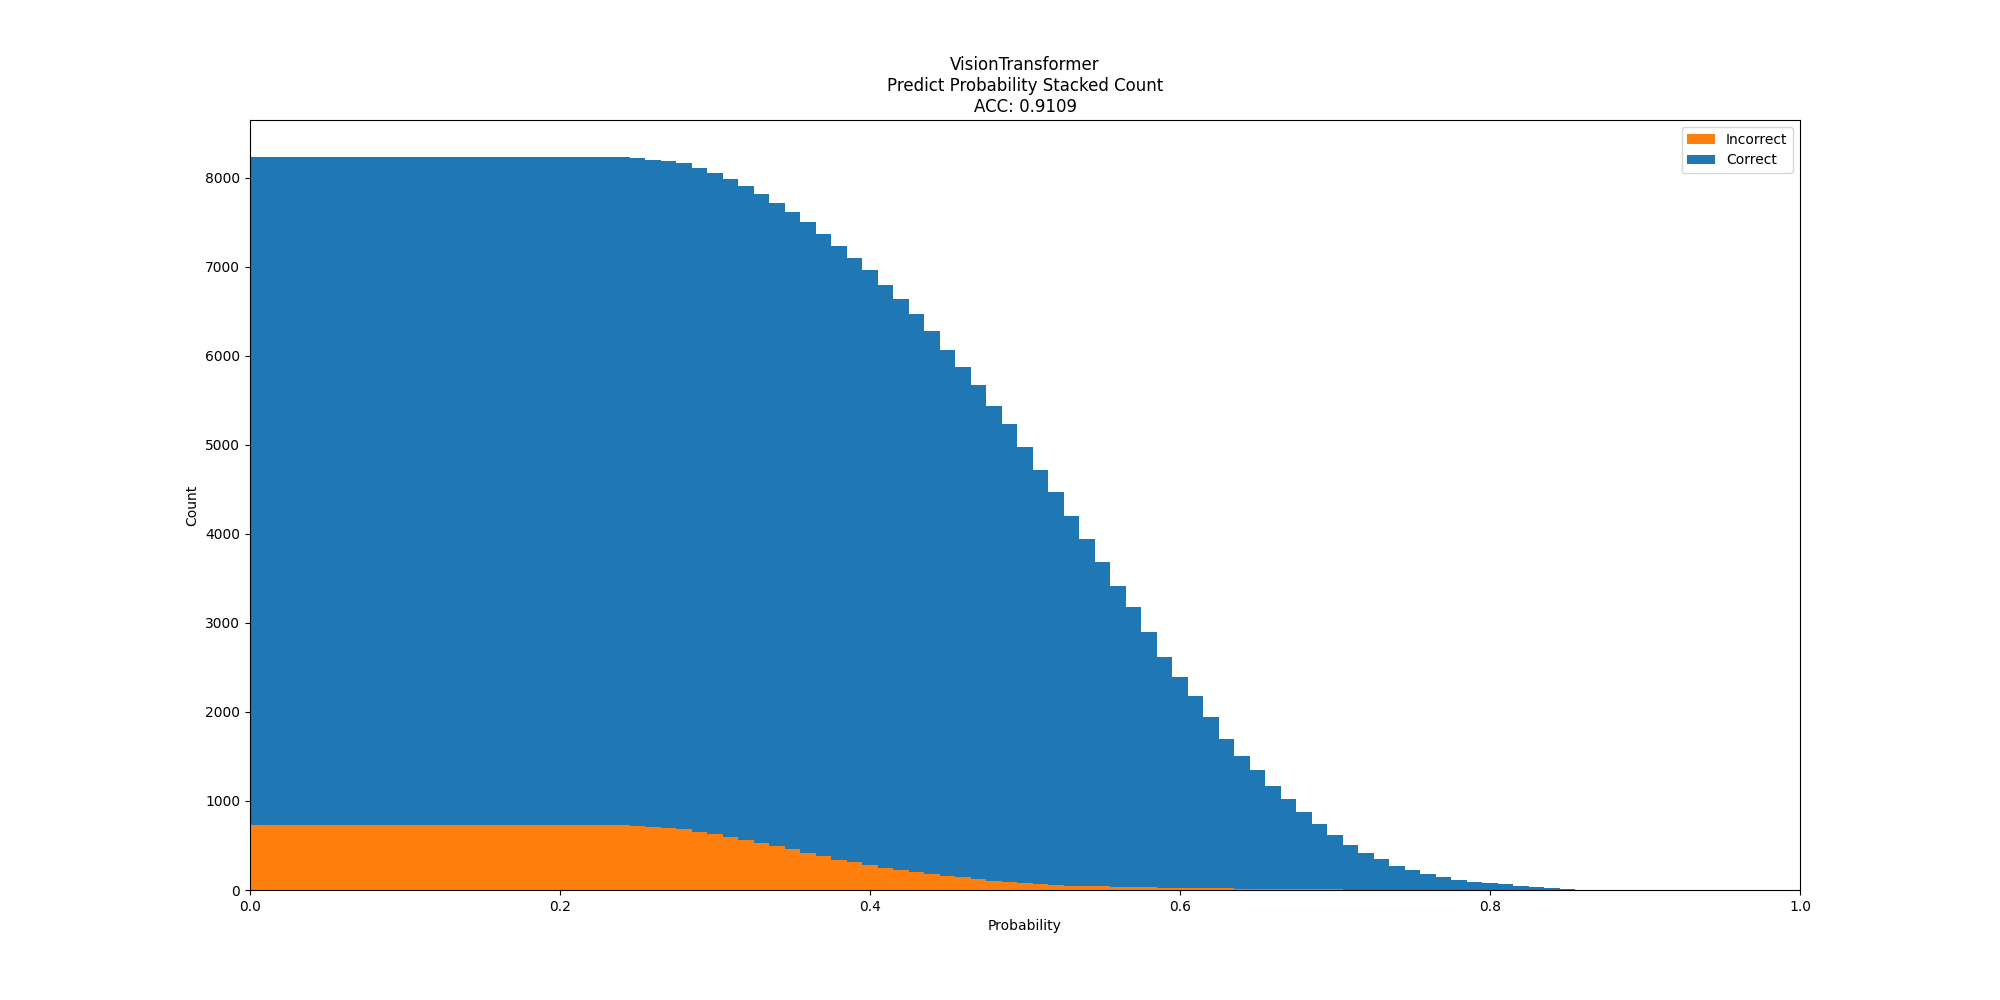 VisionTransformer
Predict Probability Stacked Count
ACC: 0.9109
Incorrect
Correct
8000
7000
6000
5000
4000
3000
2000
1000
0
Count
0.0 0.2 0.4 0.6 0.8 1.0
Probability